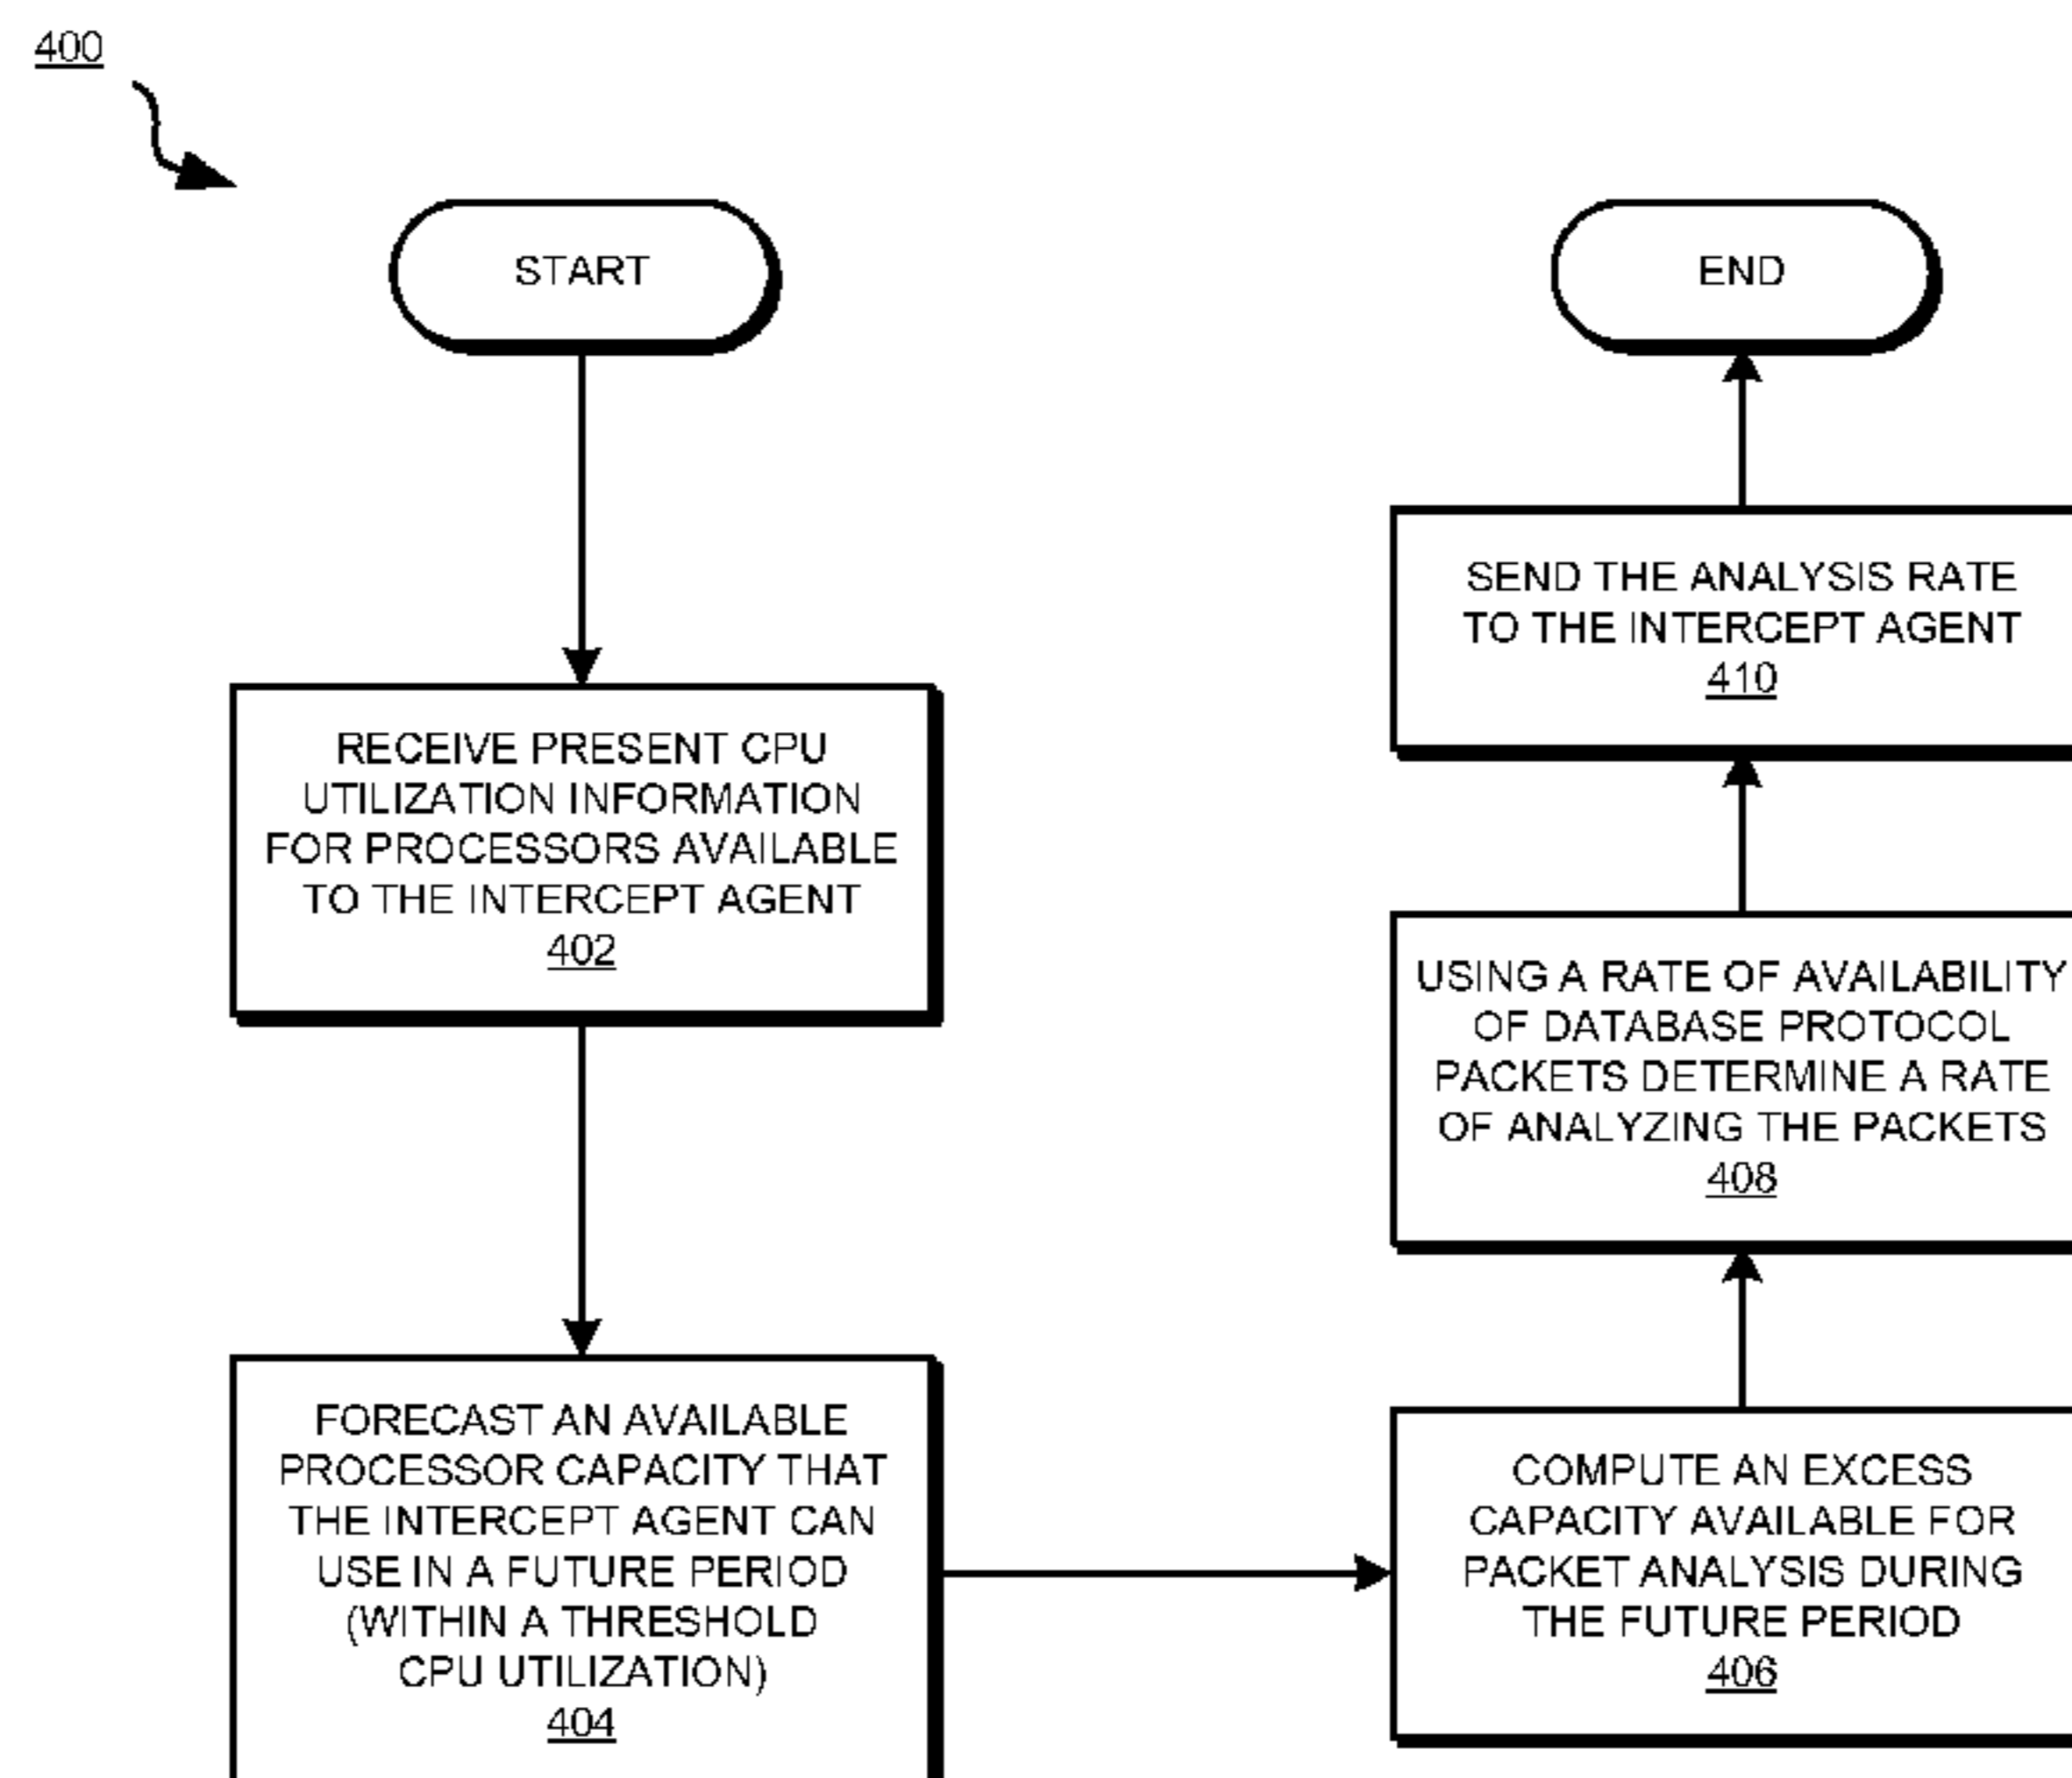 400
START
RECEIVE PRESENT CPU
UTILIZATION INFORMATION
FOR PROCESSORS AVAILABLE
TO THE INTERCEPT AGENT
402
FORECAST AN AVAILABLE
PROCESSOR CAPACITY THAT
THE INTERCEPT AGENT CAN
USE IN A FUTURE PERIOD
(WITHIN A THRESHOLD
CPU UTILIZATION)
404
COMPUTE AN EXCESS
CAPACITY AVAILABLE FOR
PACKET ANALYSIS DURING
THE FUTURE PERIOD
406
USING A RATE OF AVAILABILITY
OF DATABASE PROTOCOL
PACKETS DETERMINE A RATE
OF ANALYZING THE PACKETS
408
SEND THE ANALYSIS RATE
TO THE INTERCEPT AGENT
410
END